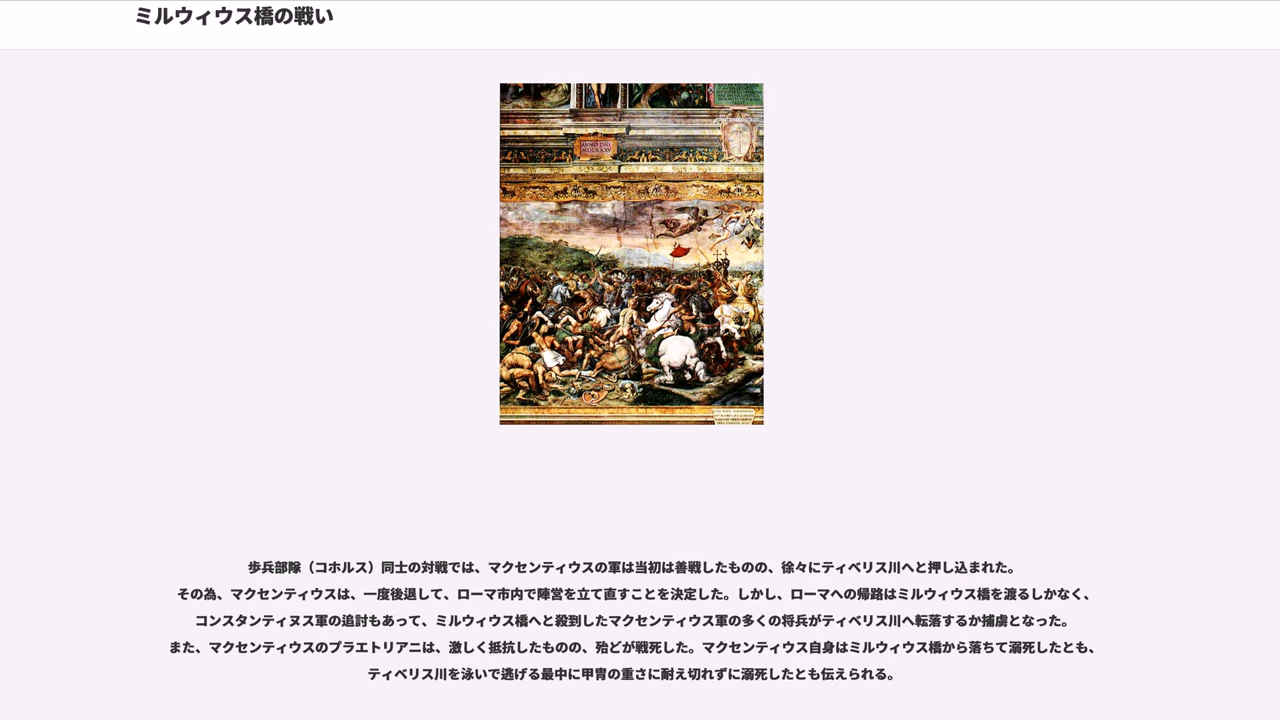 ミルウィウス橋の戦い
ANNO DNI
歩兵部隊（コホルス）同士の対戦では、マクセンティウスの軍は当初は善戦したものの、徐々にティベリス川へと押し込まれた。
その為、マクセンティウスは、一度後退して、ローマ市内で陣営を立て直すことを決定した。しかし、ローマへの帰路はミルウィウス橋を渡るしかなく、
コンスタンティヌス軍の追討もあって、ミルウィウス橋へと殺到したマクセンティウス軍の多くの将兵がティベリス川へ転落するか捕虜となった。
また、マクセンティウスのプラエトリアニは、激しく抵抗したものの、殆どが戦死した。マクセンティウス自身はミルウィウス橋から落ちて溺死したとも、
ティベリス川を泳いで逃げる最中に甲冑の重さに耐え切れずに溺死したとも伝えられる。